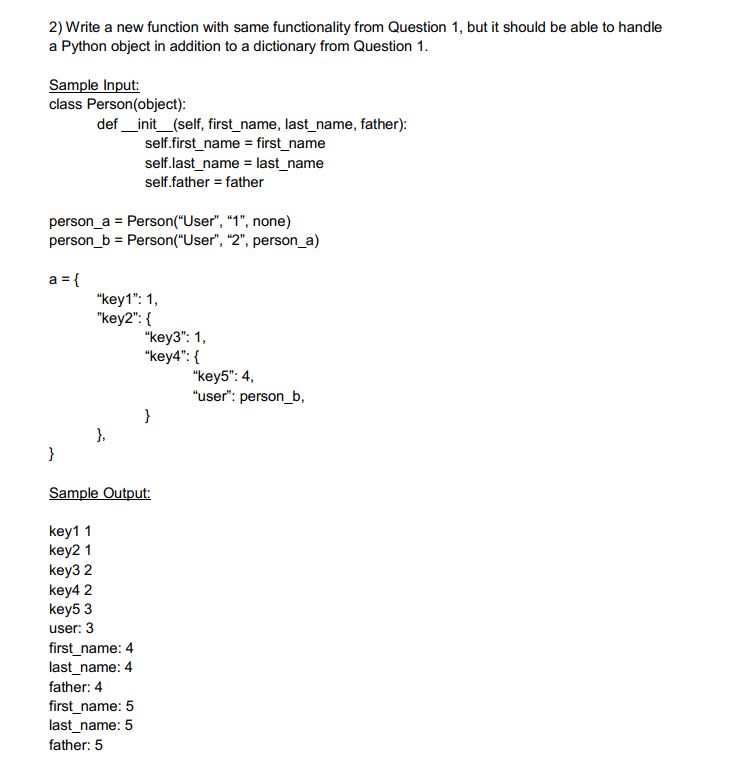 2) Write a new function with same functionality from Question 1, but it should be able to handle
a Python object in addition to a dictionary from Question 1.
Sample Input:
class Person(object):
def __init__(self, first_name, last_name, father):
self.first_name = first_name
self.last_name = last_name
self.father = father
person_a = Person(“User”, “1”, none)
person_b = Person(“User”, “2”, person_a)
a = {
“key1”: 1,
”key2”: {
“key3”: 1,
“key4”: {
“key5”: 4,
“user”: person_b,
}
},
}
Sample Output:
key1 1
key2 1
key3 2
key4 2
key5 3
user: 3
first_name: 4
last_name: 4
father: 4
first_name: 5
last_name: 5
father: 5